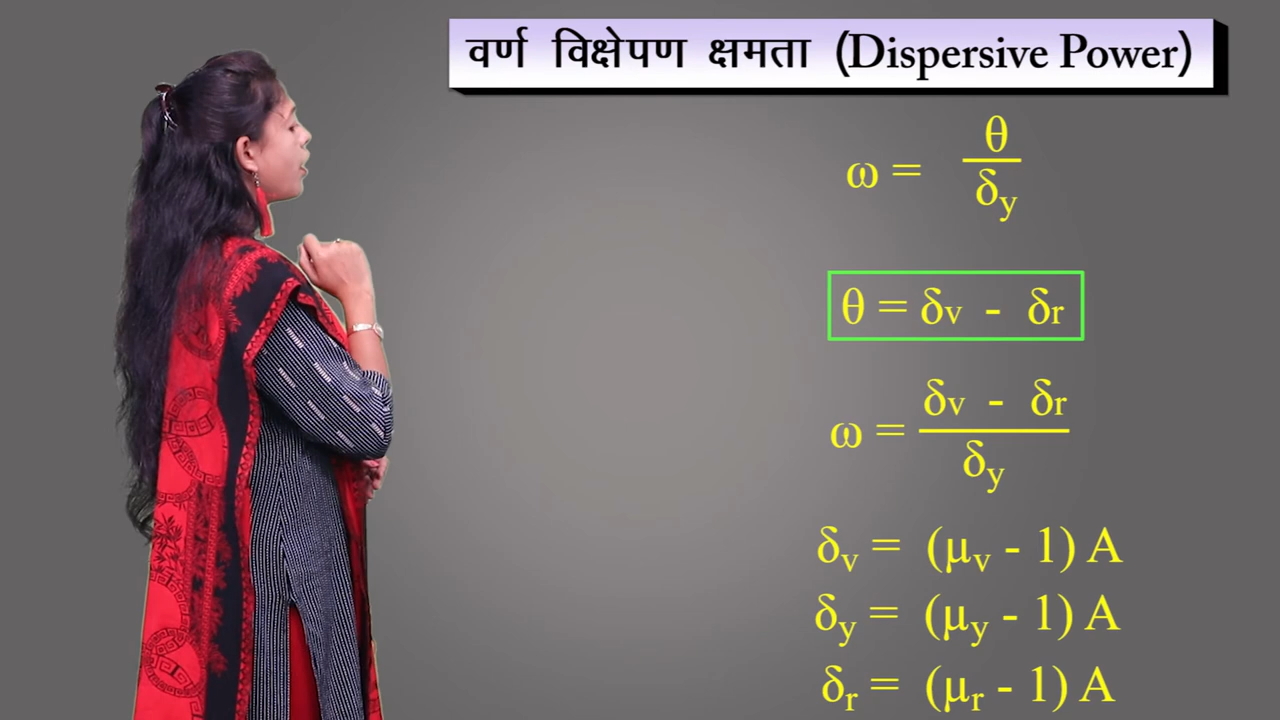 वर्ण विक्षेपण क्षमता (Dispersive Power)
ω = θ / δy
θ = δv - δr
ω = δv - δr / δy
δv = (μv - 1) A
δy = (μy - 1) A
δr = (μr - 1) A